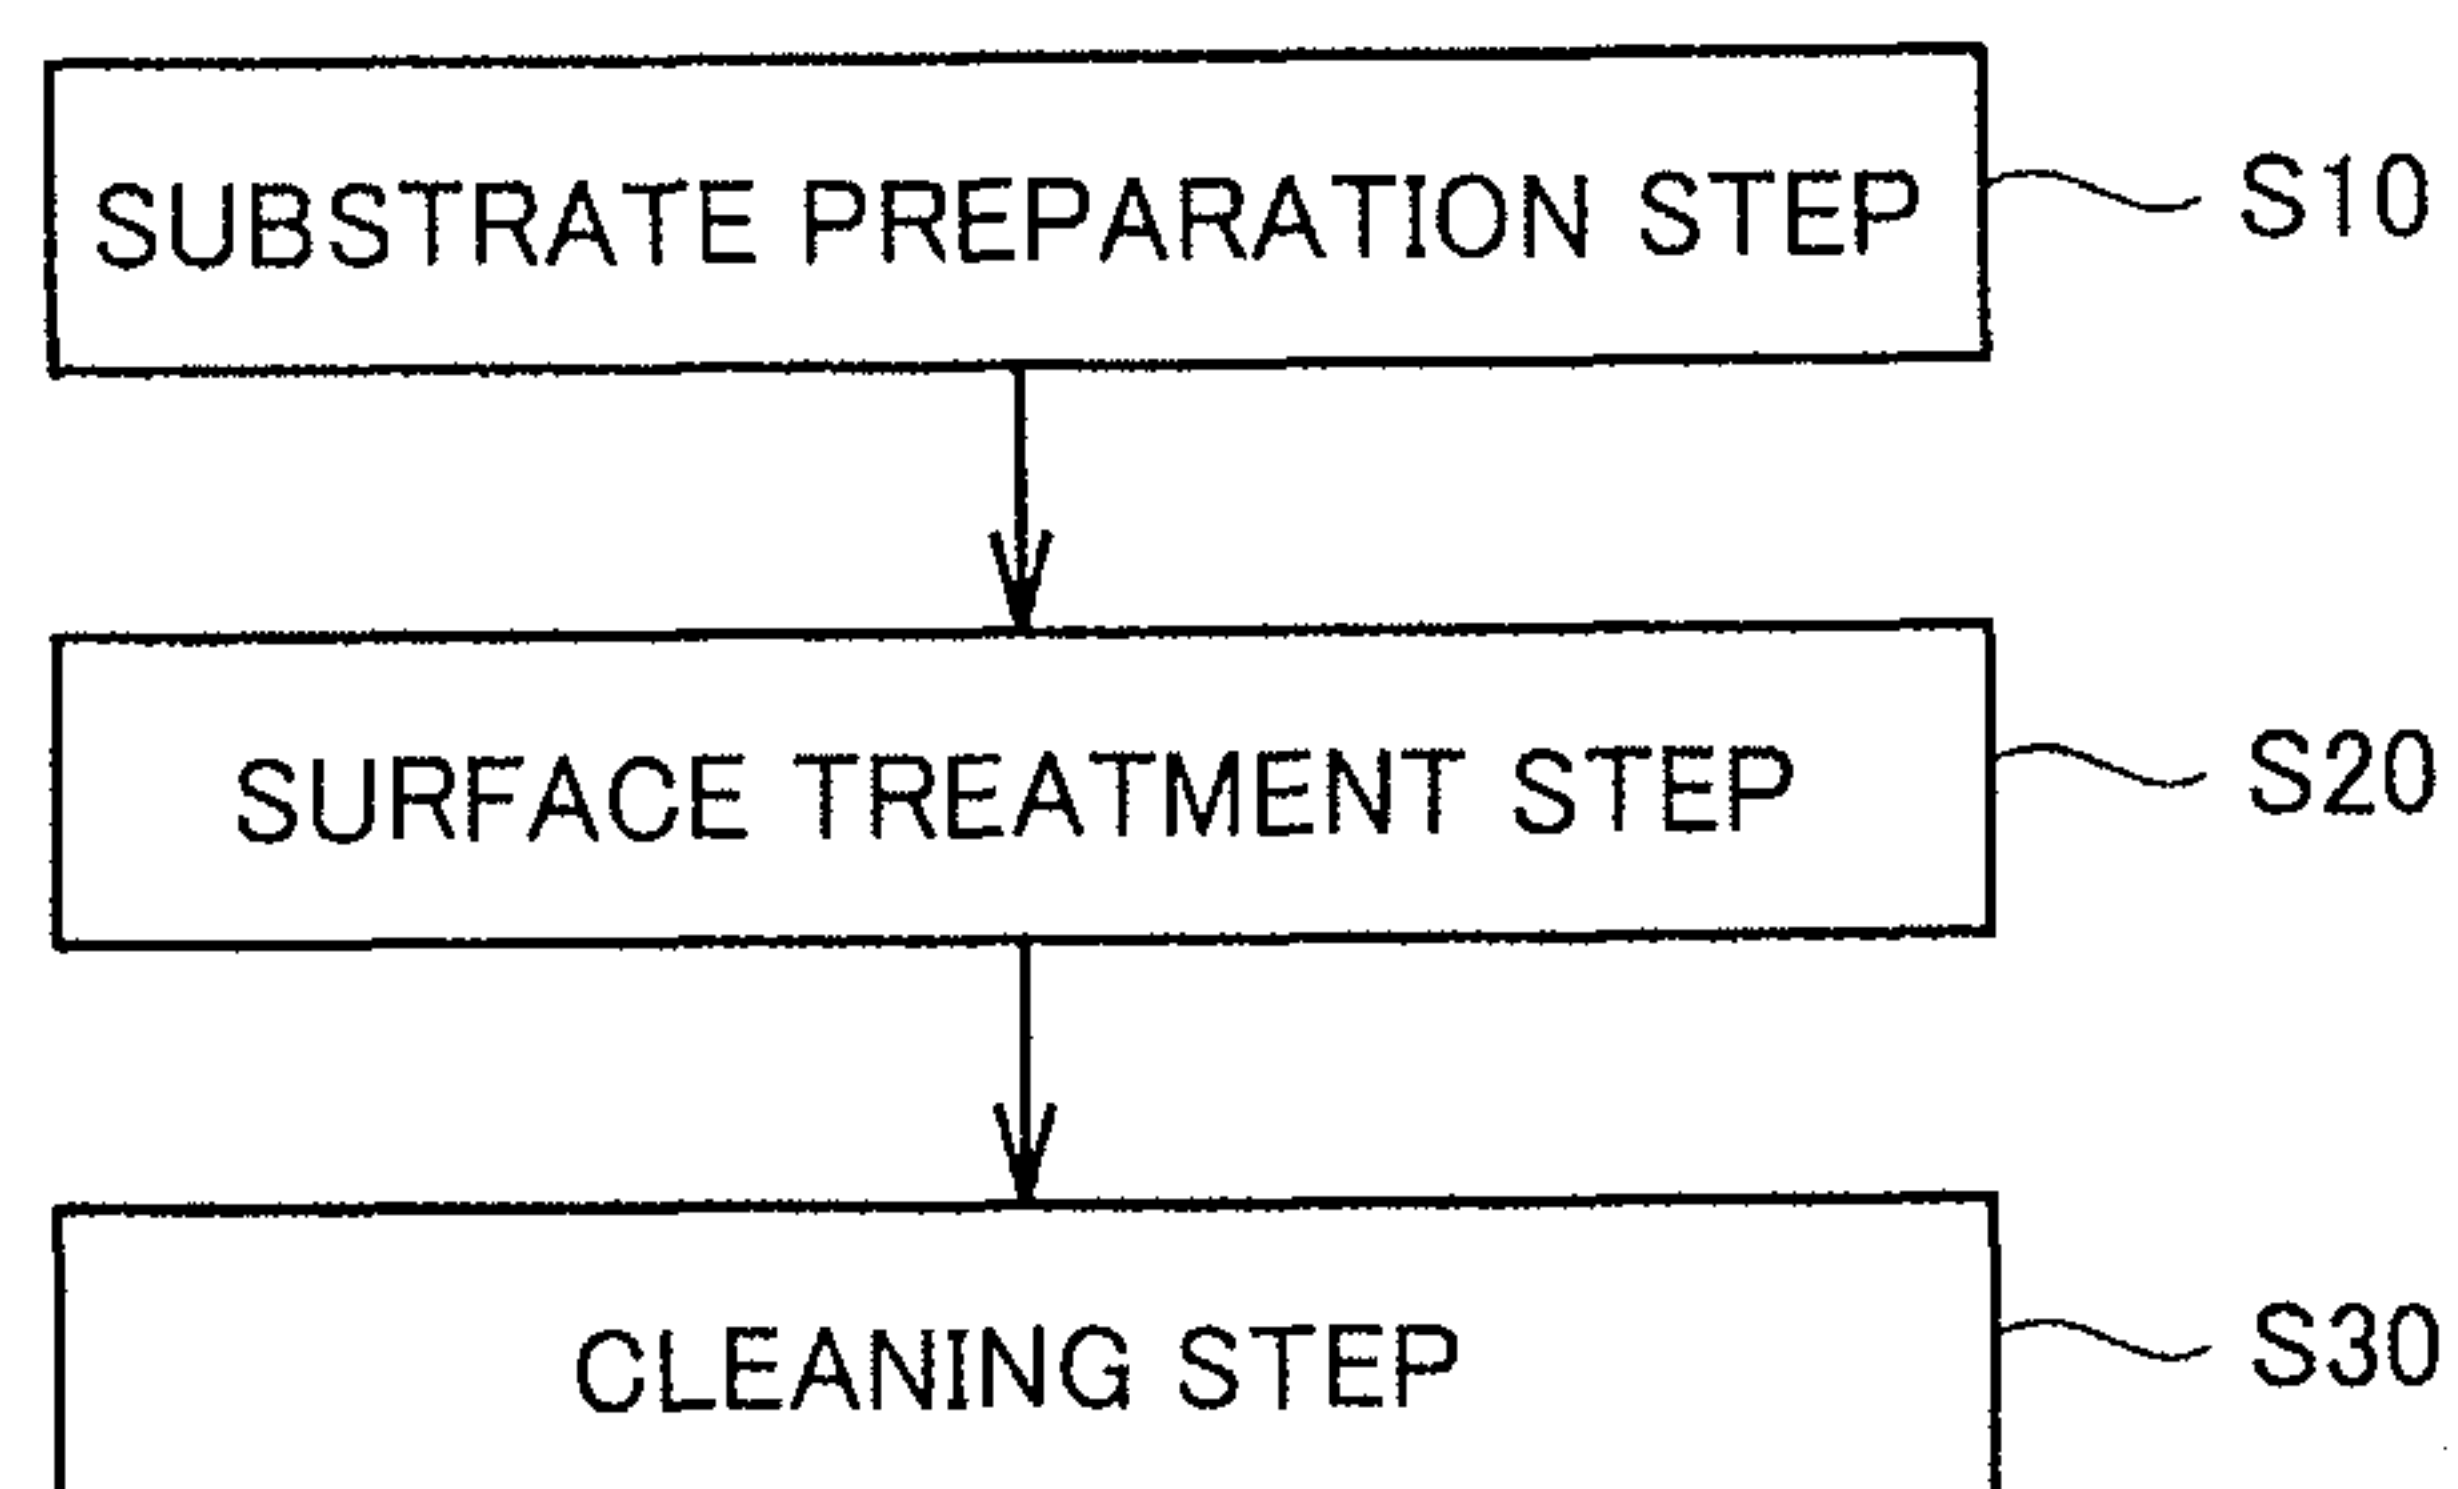 SUBSTRATE PREPARATION STEP S10
SURFACE TREATMENT STEP S20
CLEANING STEP S30